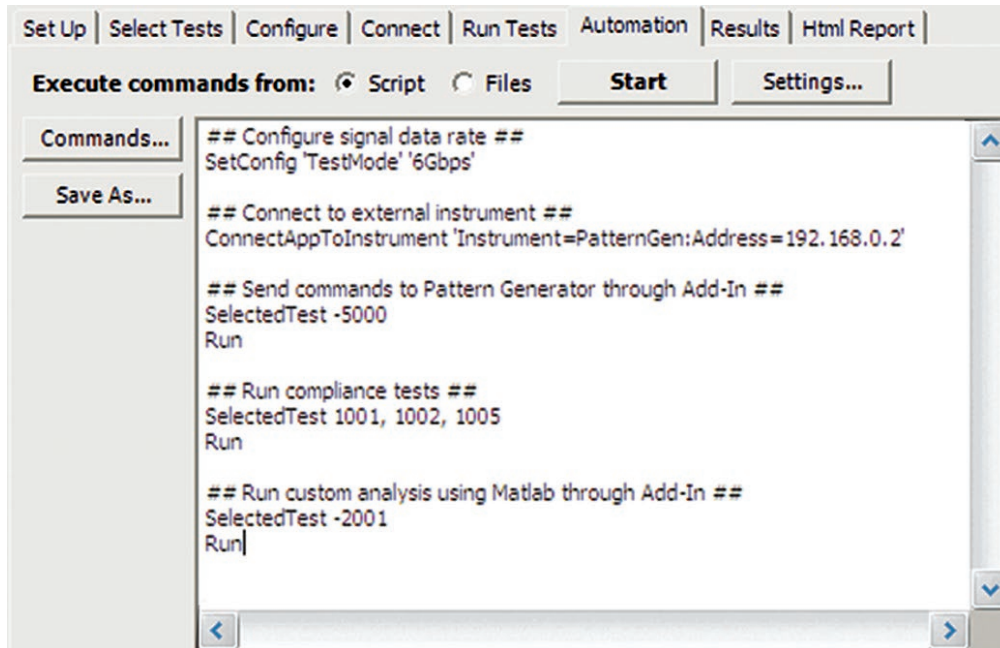 Set Up Select Tests Configure Connect Run Tests Automation Results Html Report
Execute commands from: Script Files Start Settings...
Commands...
Save As...
## Configure signal data rate ##
SetConfig 'TestMode' '6Gbps'
## Connect to external instrument ##
ConnectAppToInstrument 'Instrument=PatternGen:Address=192.168.0.2'
## Send commands to Pattern Generator through Add-In ##
SelectedTest -5000
Run
## Run compliance tests ##
SelectedTest 1001, 1002, 1005
Run
## Run custom analysis using Matlab through Add-In ##
SelectedTest -2001
Run